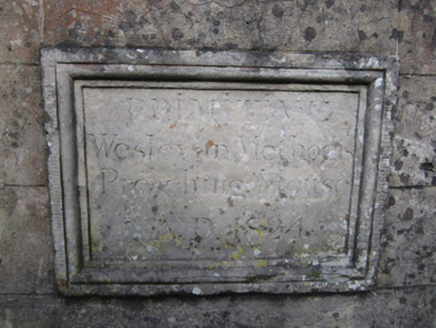 PRIMITIVE
Wesleyan Methodist
Preaching House
A.D. 1824